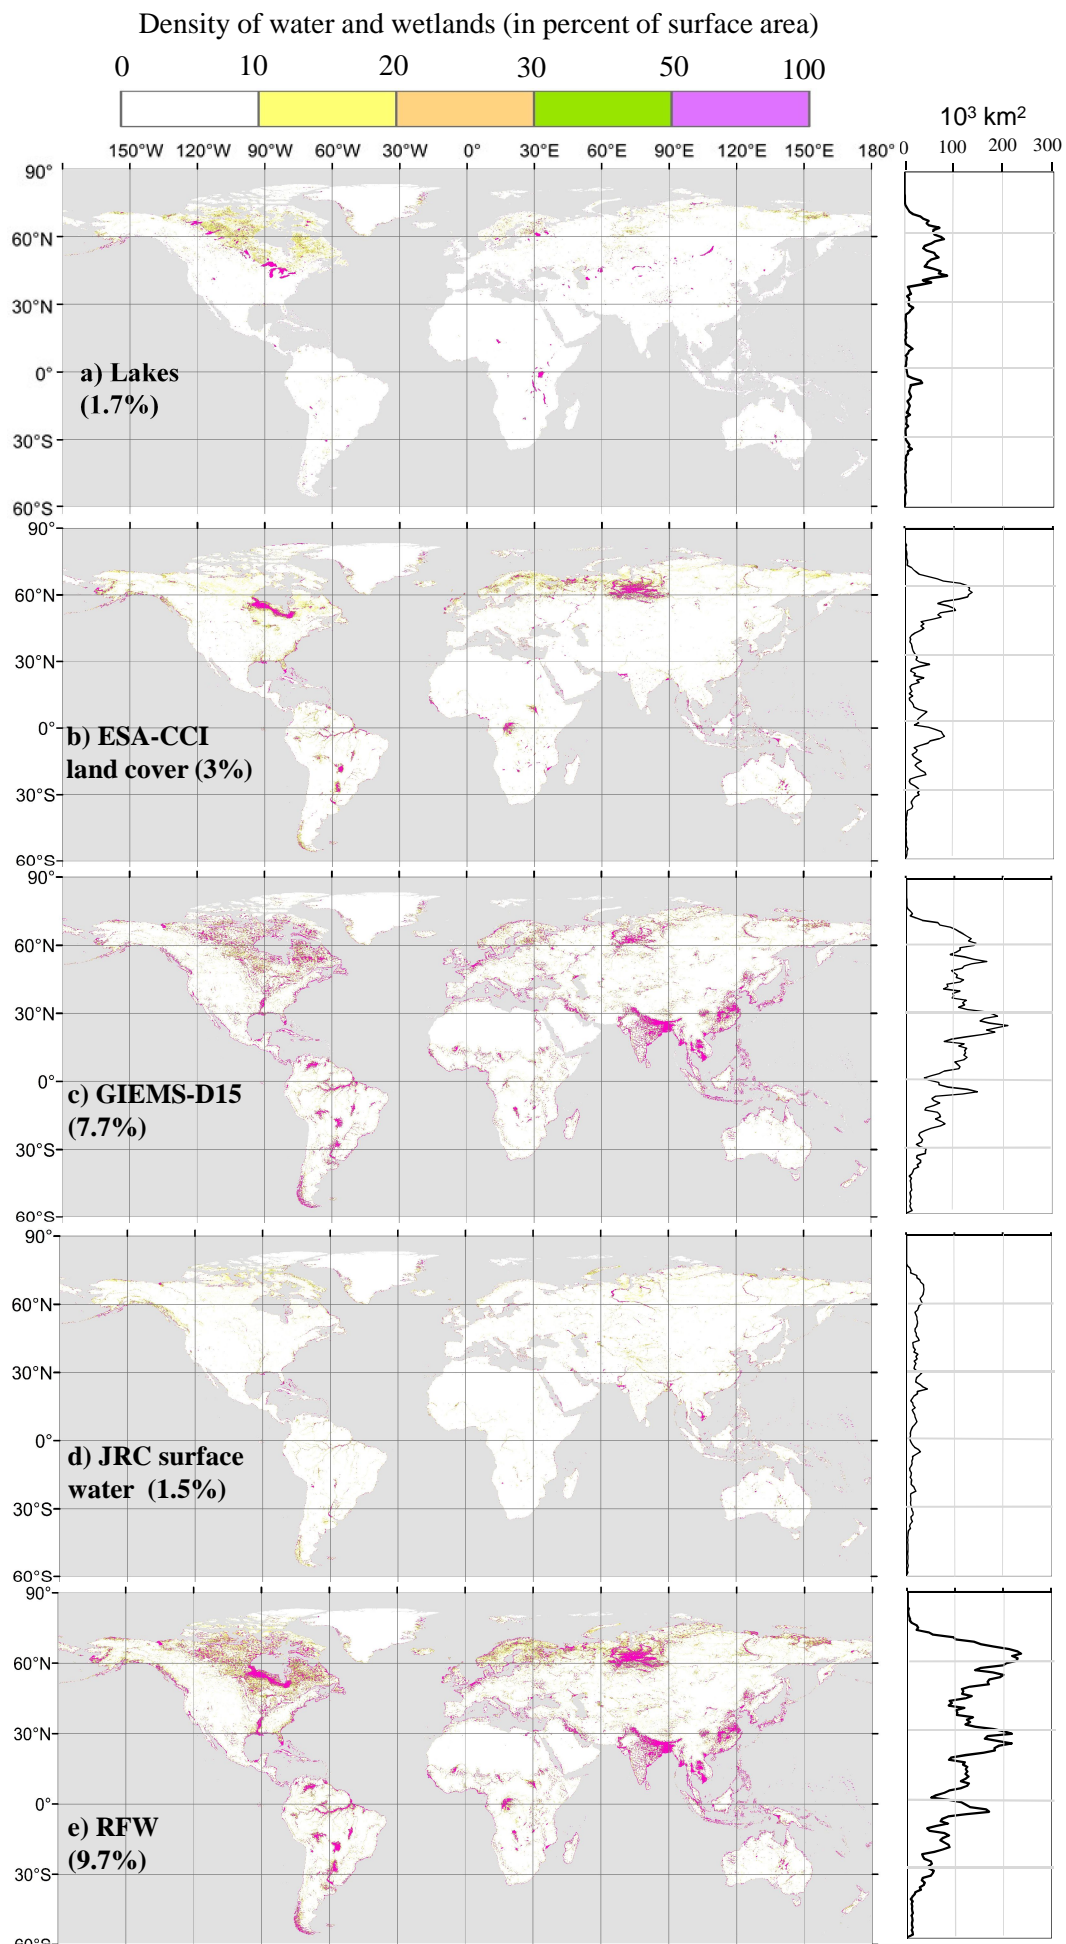 Density of water and wetlands (in percent of surface area)
0 10 20 30 50 100
10³ km²
150°W 120°W 90°W 60°W 30°W 0° 30°E 60°E 90°E 120°E 150°E 180°
0 100 200 300
90°
60°N
30°N
0°
30°S
60°S
a) Lakes
(1.7%)
90°
60°N
30°N
0°
30°S
60°S
b) ESA-CCI
land cover (3%)
90°
60°N
30°N
0°
30°S
60°S
c) GIEMS-D15
(7.7%)
90°
60°N
30°N
0°
30°S
60°S
d) JRC surface
water (1.5%)
90°
60°N
30°N
0°
30°S
60°S
e) RFW
(9.7%)